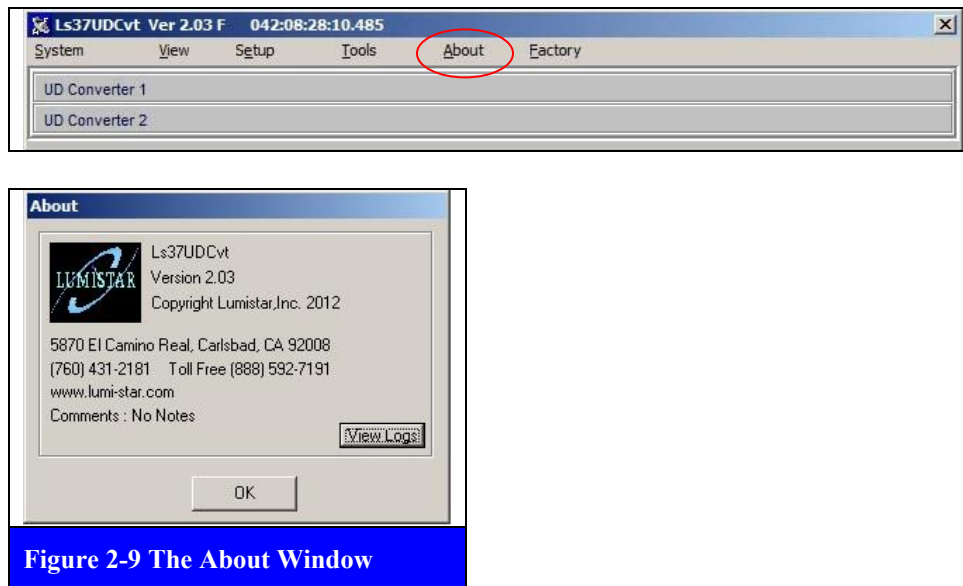 Ls37UDCvt Ver 2.03 F 042:08:28:10.485
System View Setup Tools About Factory
UD Converter 1
UD Converter 2
About
LUMISTAR
Ls37UDCvt
Version 2.03
Copyright Lumistar,Inc. 2012
5870 El Camino Real, Carlsbad, CA 92008
(760) 431-2181 Toll Free (888) 592-7191
www.lumi-star.com
Comments : No Notes
View Logs
OK
Figure 2-9 The About Window